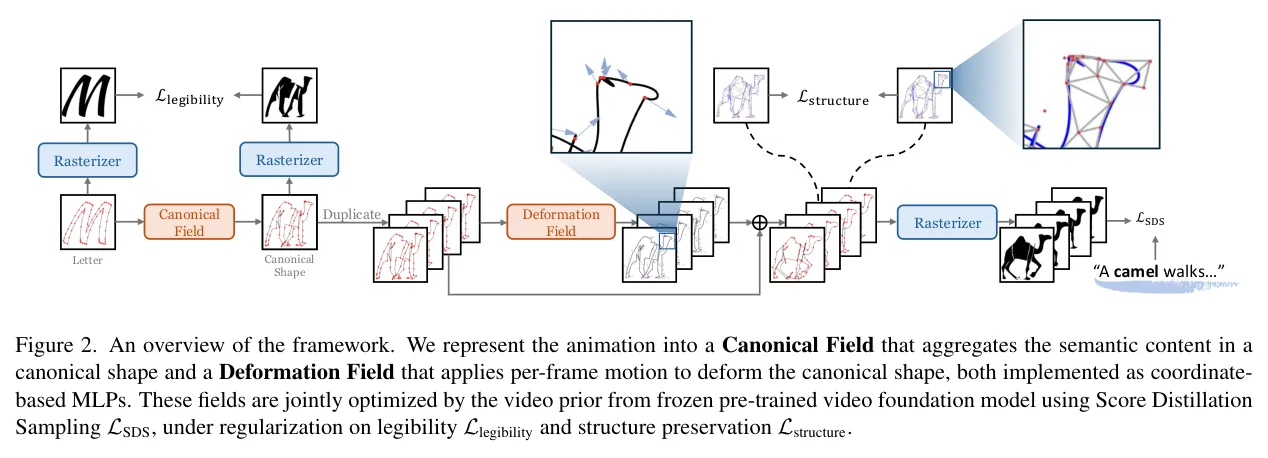 ℒlegibility
ℒstructure
Rasterizer
Rasterizer
Letter
Canonical
Field
Canonical
Shape
Duplicate
Deformation
Field
Rasterizer
ℒSDS
“A camel walks…”
Figure 2. An overview of the framework. We represent the animation into a Canonical Field that aggregates the semantic content in a
canonical shape and a Deformation Field that applies per-frame motion to deform the canonical shape, both implemented as coordinate-
based MLPs. These fields are jointly optimized by the video prior from frozen pre-trained video foundation model using Score Distillation
Sampling ℒSDS, under regularization on legibility ℒlegibility and structure preservation ℒstructure.